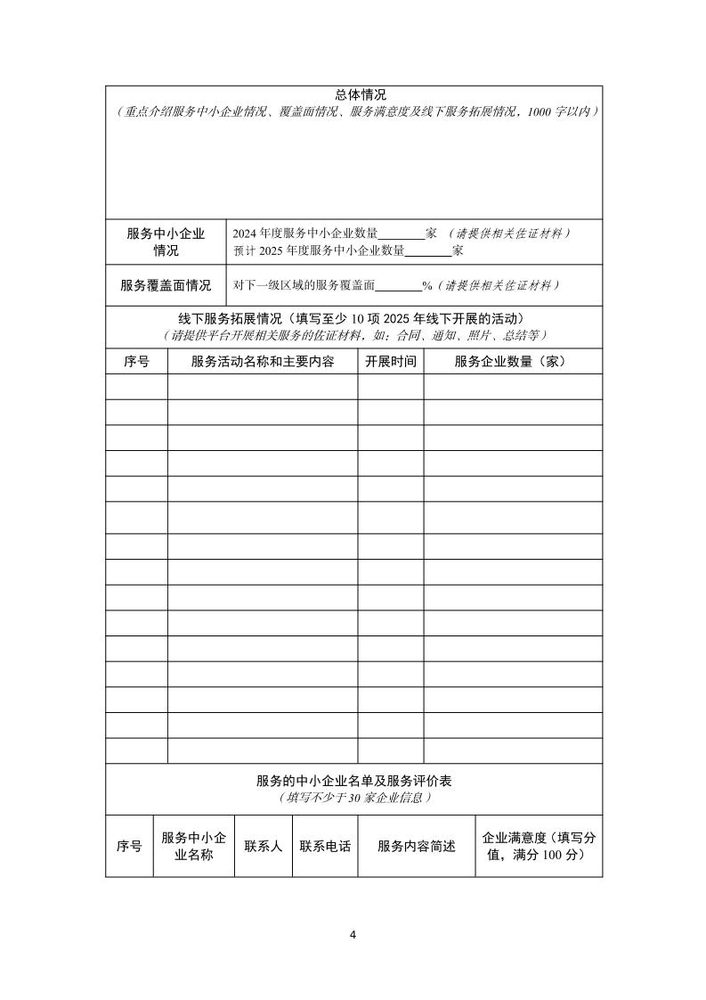 总体情况
（重点介绍服务中小企业情况、覆盖面情况、服务满意度及线下服务拓展情况，1000 字以内）
服务中小企业
情况
2024 年度服务中小企业数量________家 （请提供相关佐证材料）
预计 2025 年度服务中小企业数量________家
服务覆盖面情况
对下一级区域的服务覆盖面________%（请提供相关佐证材料）
线下服务拓展情况（填写至少 10 项 2025 年线下开展的活动）
（请提供平台开展相关服务的佐证材料，如：合同、通知、照片、总结等）
序号 服务活动名称和主要内容 开展时间 服务企业数量（家）
服务的中小企业名单及服务评价表
（填写不少于 30 家企业信息）
序号
服务中小企
业名称
联系人
联系电话
服务内容简述
企业满意度（填写分
值，满分 100 分）
4